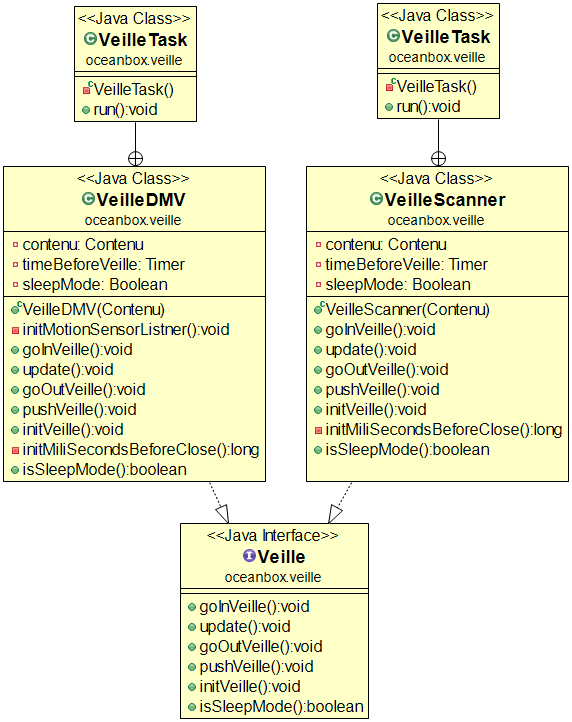 <<Java Class>>
VeilleTask
oceanbox.veille
VeilleTask()
run():void
<<Java Class>>
VeilleTask
oceanbox.veille
VeilleTask()
run():void
<<Java Class>>
VeilleDMV
oceanbox.veille
contenu: Contenu
timeBeforeVeille: Timer
sleepMode: Boolean
VeilleDMV(Contenu)
initMotionSensorListner():void
goInVeille():void
update():void
goOutVeille():void
pushVeille():void
initVeille():void
initMiliSecondsBeforeClose():long
isSleepMode():boolean
<<Java Class>>
VeilleScanner
oceanbox.veille
contenu: Contenu
timeBeforeVeille: Timer
sleepMode: Boolean
VeilleScanner(Contenu)
goInVeille():void
update():void
goOutVeille():void
pushVeille():void
initVeille():void
initMiliSecondsBeforeClose():long
isSleepMode():boolean
<<Java Interface>>
Veille
oceanbox.veille
goInVeille():void
update():void
goOutVeille():void
pushVeille():void
initVeille():void
isSleepMode():boolean